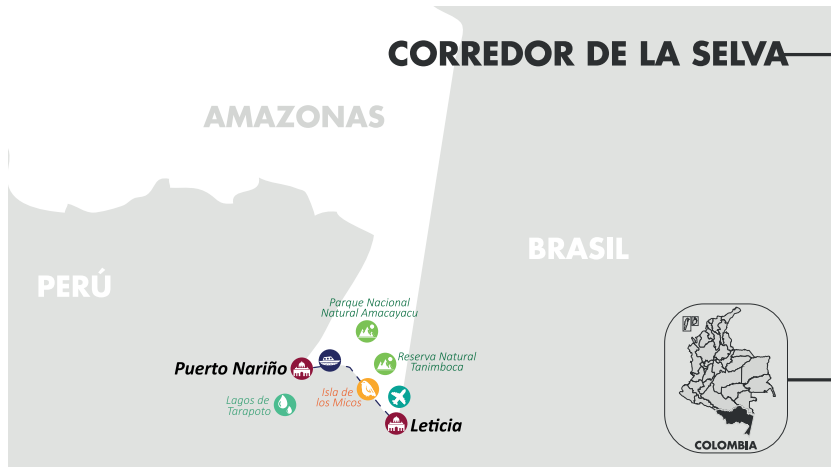 CORREDOR DE LA SELVA
AMAZONAS
BRASIL
PERÚ
Parque Nacional
Natural Amacayacu
Puerto Nariño
Reserva Natural
Tanimboca
Isla de
los Micos
Lagos de
Tarapoto
Leticia
COLOMBIA